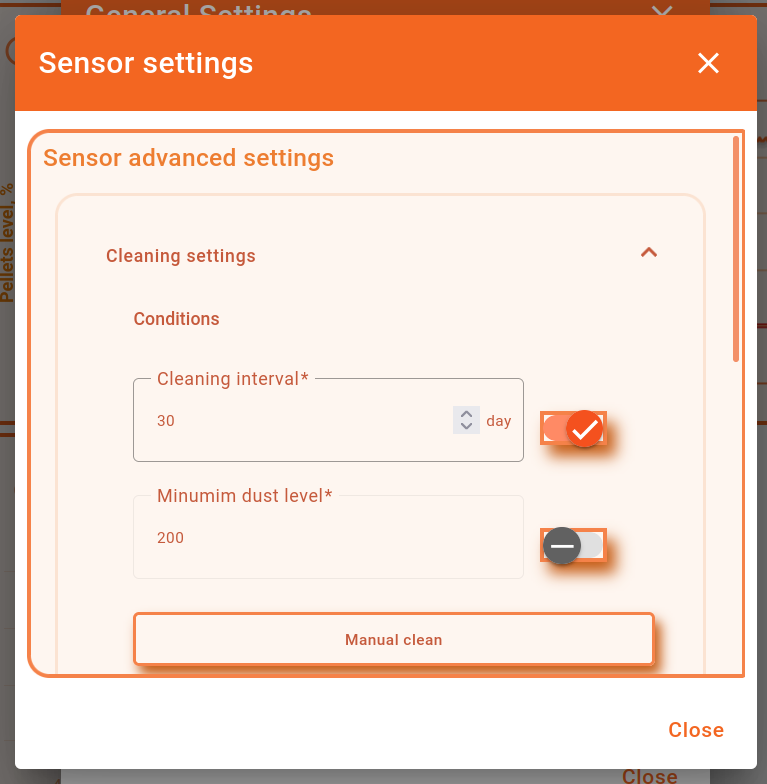 General Settings
Sensor settings
Sensor advanced settings
Pellets level, %
Cleaning settings
Conditions
Cleaning interval*
30
day
Minumim dust level*
200
Manual clean
Close
Close